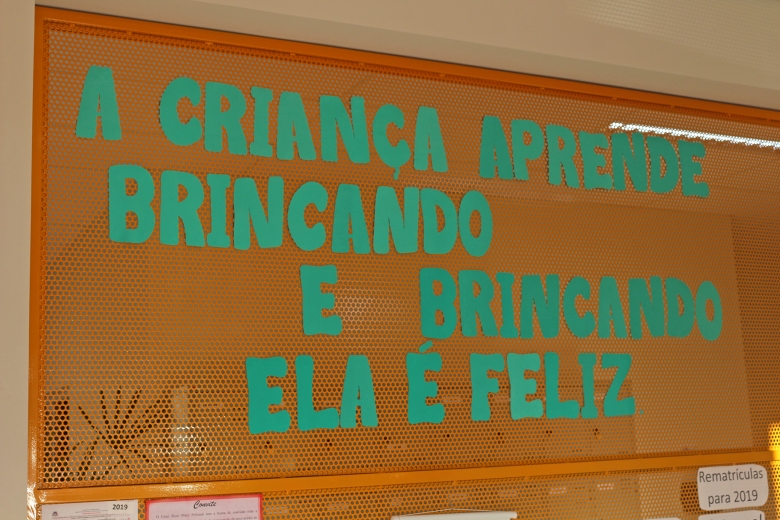 A CRIANÇA APRENDE
BRINCANDO
E BRINCANDO
ELA É FELIZ
Rematrículas
para 2019
2019
Convite